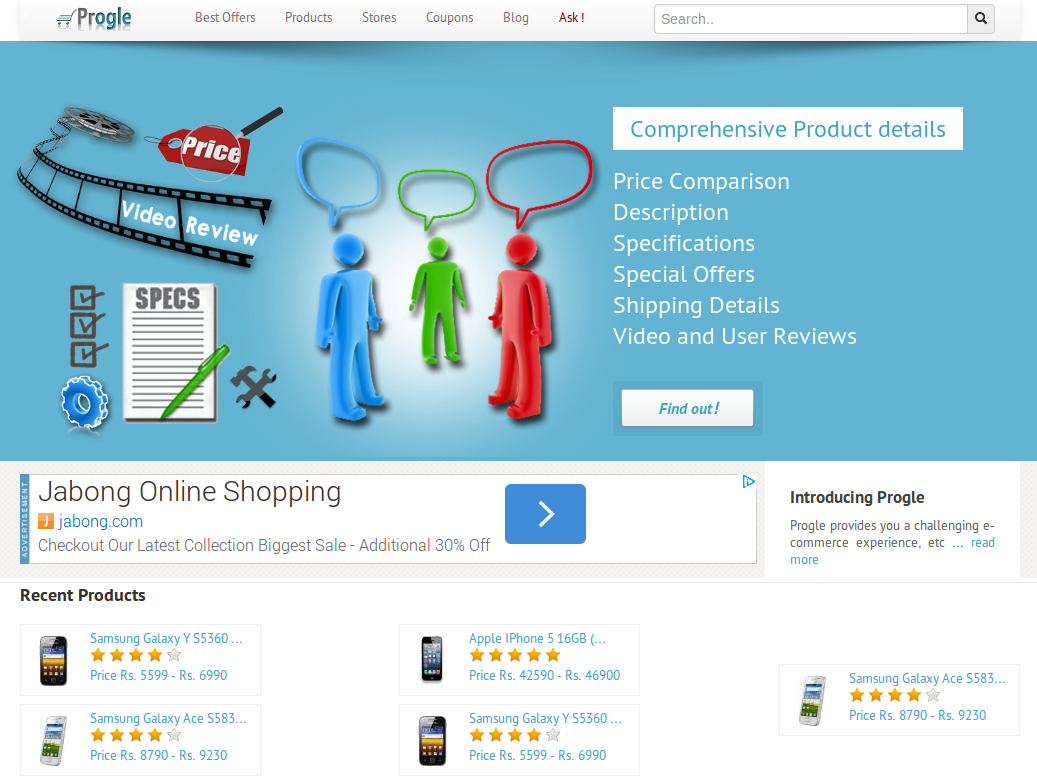 Progle
Best Offers
Products
Stores
Coupons
Blog
Ask !
Search..
Price
Video Review
SPECS
Comprehensive Product details
Price Comparison
Description
Specifications
Special Offers
Shipping Details
Video and User Reviews
Find out!
ADVERTISEMENT
Jabong Online Shopping
J jabong.com
Checkout Our Latest Collection Biggest Sale - Additional 30% Off
Introducing Progle
Progle provides you a challenging e-
commerce experience, etc ... read
more
Recent Products
Samsung Galaxy Y S5360 ...
Price Rs. 5599 - Rs. 6990
Apple IPhone 5 16GB (...
Price Rs. 42590 - Rs. 46900
Samsung Galaxy Ace S583...
Price Rs. 8790 - Rs. 9230
Samsung Galaxy Ace S583...
Price Rs. 8790 - Rs. 9230
Samsung Galaxy Y S5360 ...
Price Rs. 5599 - Rs. 6990